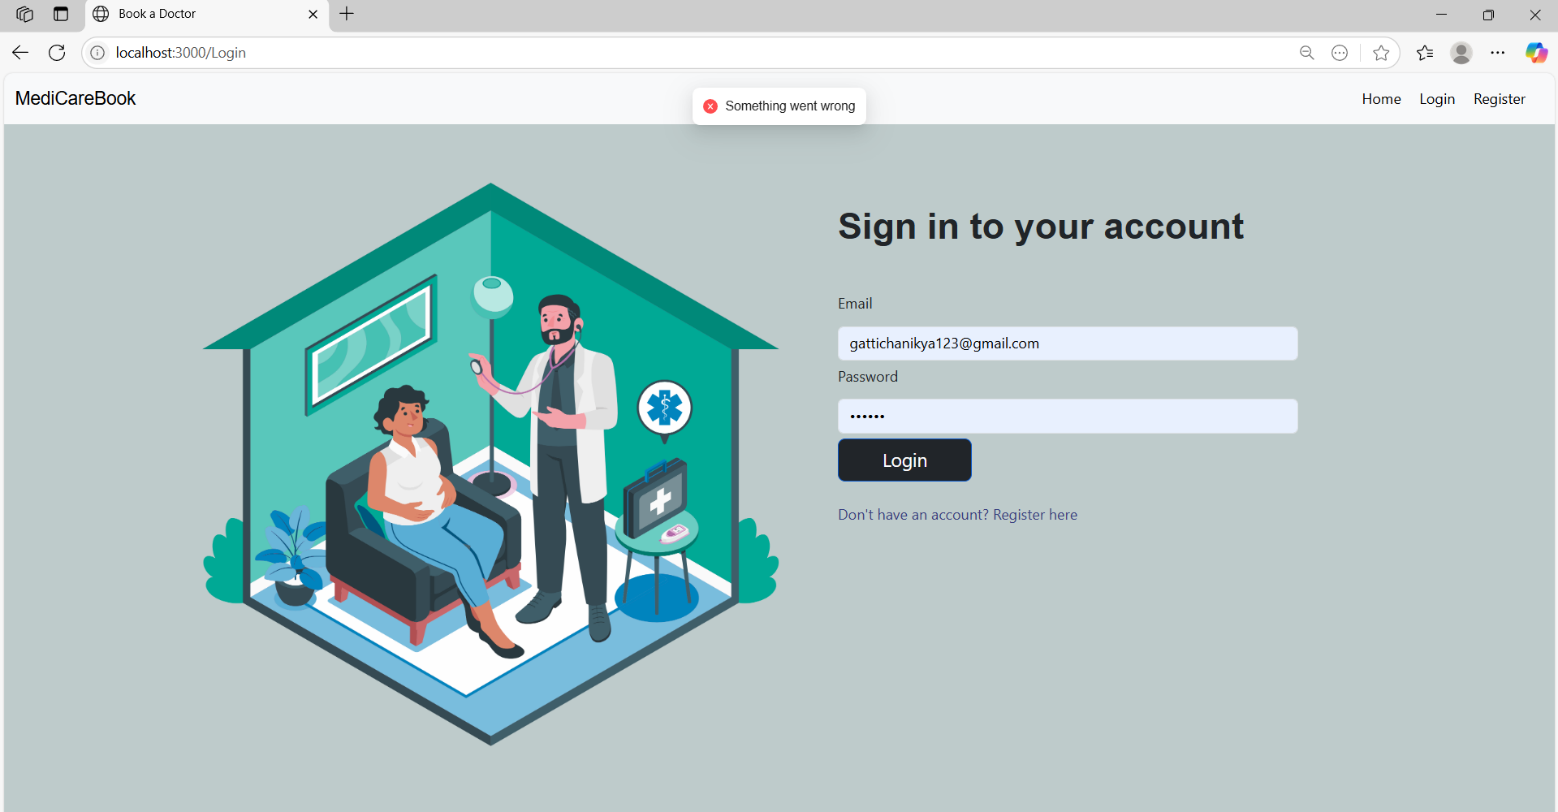 Book a Doctor
localhost:3000/Login
MediCareBook
Something went wrong
Home Login Register
Sign in to your account
Email
gattichanikya123@gmail.com
Password
••••••
Login
Don't have an account? Register here